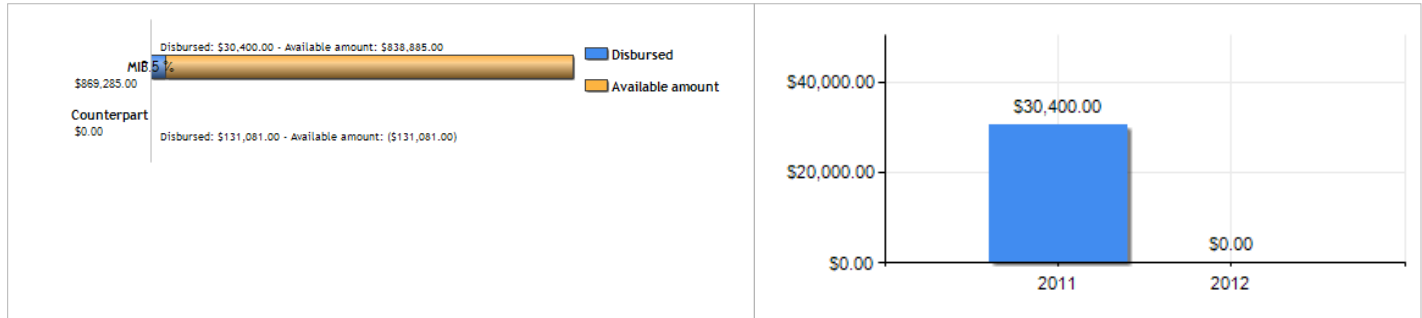 Disbursed: $30,400.00 - Available amount: $838,885.00
MIB.5 %
$869,285.00
Counterpart
$0.00
Disbursed: $131,081.00 - Available amount: ($131,081.00)
Disbursed
Available amount
$40,000.00
$30,400.00
$20,000.00
$0.00
$0.00
2011
2012